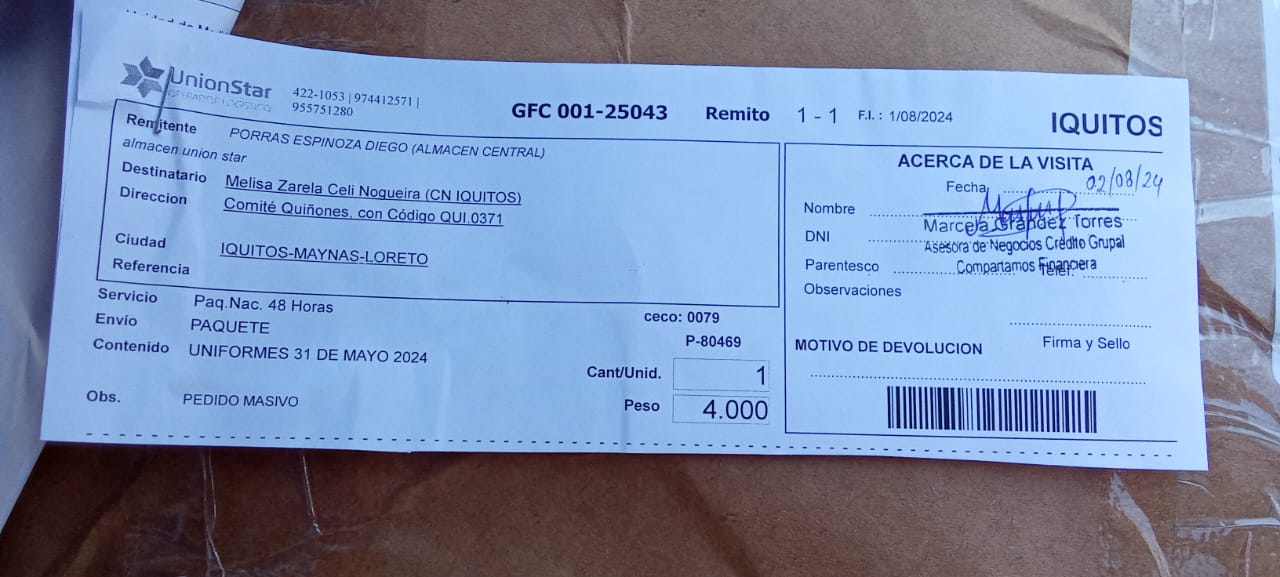 UnionStar
OPERADOR LOGISTICO
422-1053 | 974412571 |
955751280
GFC 001-25043
Remito 1 - 1
F.I. : 1/08/2024
IQUITOS
Remitente PORRAS ESPINOZA DIEGO (ALMACEN CENTRAL)
almacen union star
Destinatario Melisa Zarela Celi Nogueira (CN IQUITOS)
Direccion Comité Quiñones, con Código QUI.0371
Ciudad IQUITOS-MAYNAS-LORETO
Referencia
Servicio Paq.Nac. 48 Horas
Envío PAQUETE
Contenido UNIFORMES 31 DE MAYO 2024
Obs. PEDIDO MASIVO
ceco: 0079
P-80469
Cant/Unid. 1
Peso 4.000
ACERCA DE LA VISITA
Fecha 02/08/24
Nombre
Marcela Grandez Torres
DNI
Asesora de Negocios Crédito Grupal
Parentesco
Compartamos Financiera
Telef.
Observaciones
Firma y Sello
MOTIVO DE DEVOLUCION